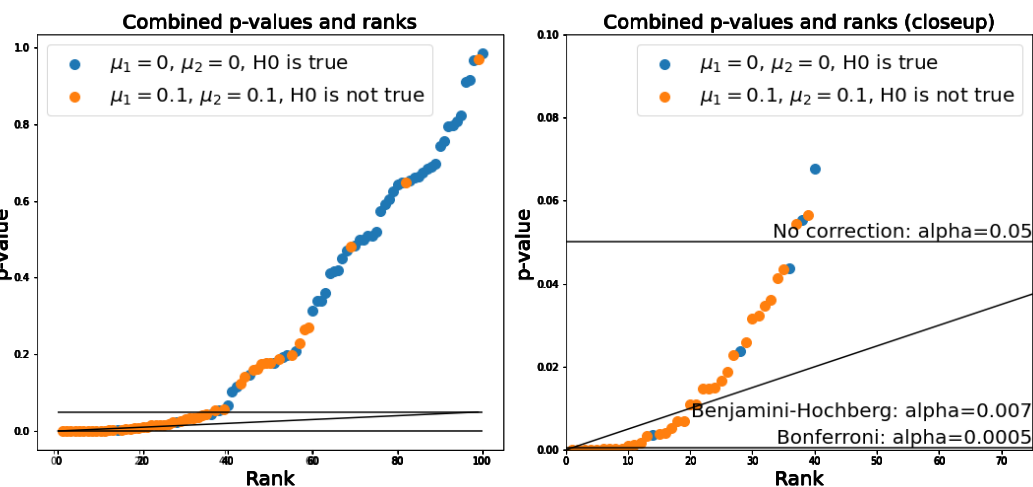 Combined p-values and ranks
1.0
0.8
0.6
0.4
0.2
0.0
p-value
μ1 = 0, μ2 = 0, H0 is true
μ1 = 0.1, μ2 = 0.1, H0 is not true
0 20 40 60 80 100
Rank
Combined p-values and ranks (closeup)
0.10
0.08
0.06
0.04
0.02
0.00
p-value
μ1 = 0, μ2 = 0, H0 is true
μ1 = 0.1, μ2 = 0.1, H0 is not true
No correction: alpha=0.05
Benjamini-Hochberg: alpha=0.007
Bonferroni: alpha=0.0005
0 10 20 30 40 50 60 70
Rank